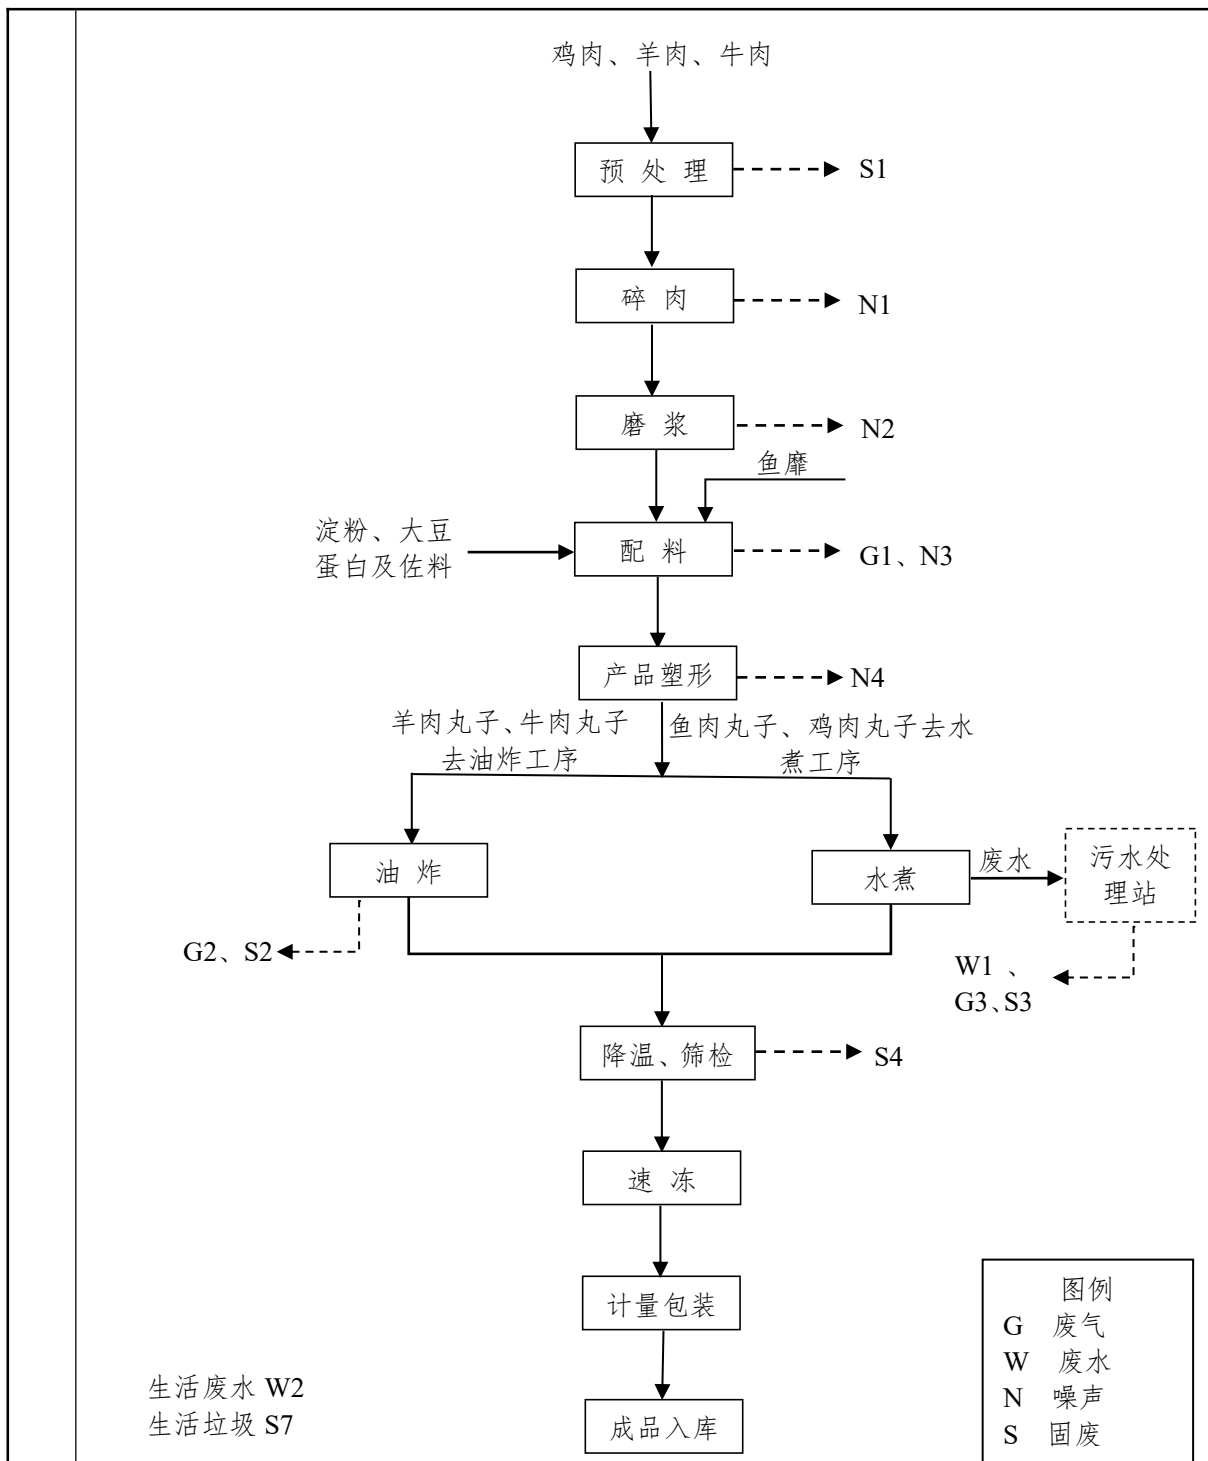 鸡肉、羊肉、牛肉
预处理
S1
碎肉
N1
磨浆
N2
鱼靡
淀粉、大豆
蛋白及佐料
配料
G1、N3
产品塑形
N4
羊肉丸子、牛肉丸子
去油炸工序
鱼肉丸子、鸡肉丸子去水
煮工序
油炸
水煮
废水
污水处
理站
G2、S2
W1 、
G3、S3
降温、筛检
S4
速冻
计量包装
成品入库
生活废水 W2
生活垃圾 S7
图例
G 废气
W 废水
N 噪声
S 固废